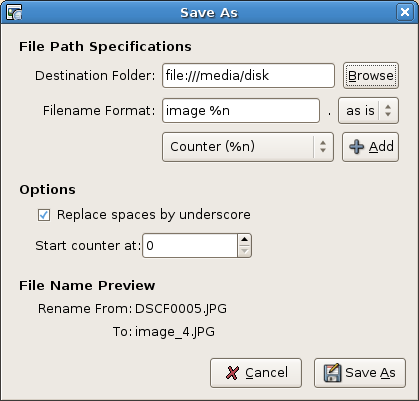 Save As
File Path Specifications
Destination Folder: file:///media/disk Browse
Filename Format: image %n . as is
Counter (%n) Add
Options
Replace spaces by underscore
Start counter at: 0
File Name Preview
Rename From: DSCF0005.JPG
To: image_4.JPG
Cancel Save As